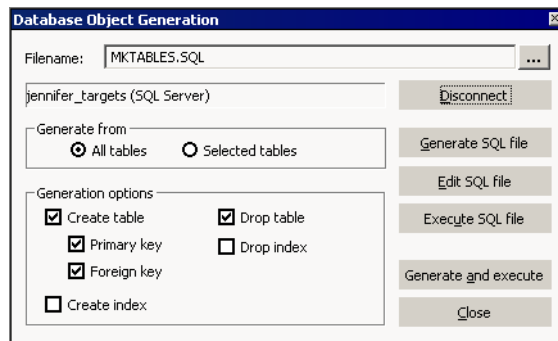 Database Object Generation
Filename: MKTABLES.SQL ...
jennifer_targets (SQL Server) Disconnect
Generate from
All tables Selected tables
Generate SQL file
Edit SQL file
Generation options
Create table Drop table
Execute SQL file
Primary key Drop index
Foreign key
Generate and execute
Create index
Close